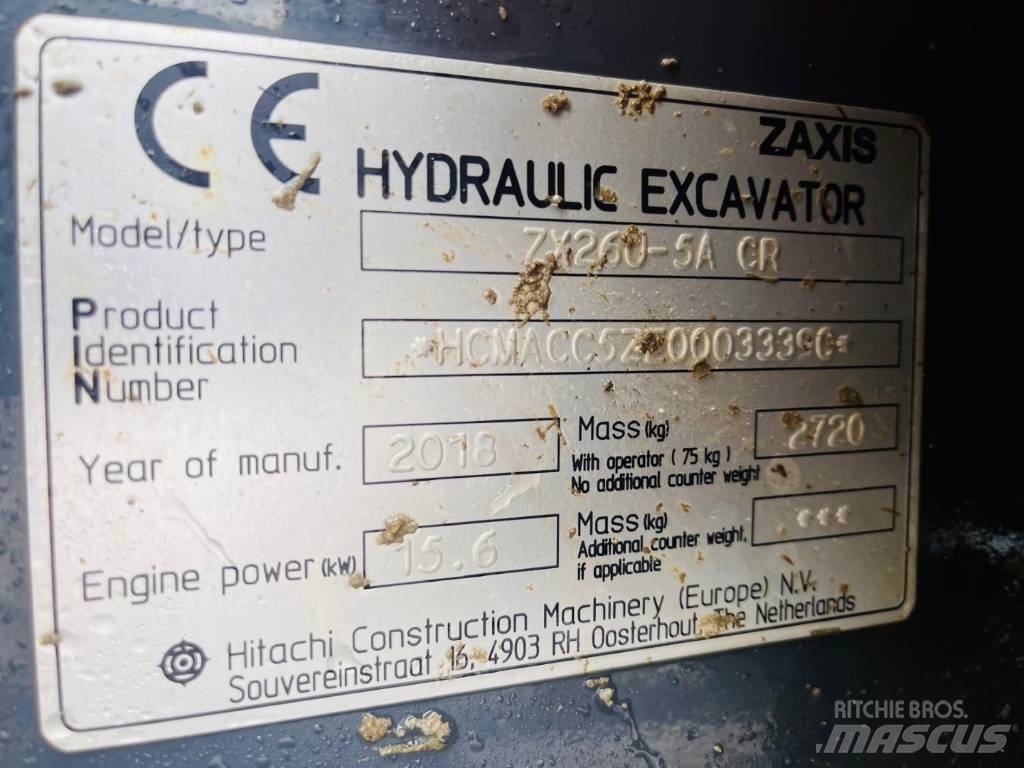 CE
ZAXIS
HYDRAULIC EXCAVATOR
Model/type ZX26U-5A CR
Product
Identification
Number
Year of manuf. 2018
Mass (kg) 2720
With operator ( 75 kg )
No additional counter weight
Engine power (kW) 15.6
Mass (kg) ***
Additional counter weight,
if applicable
Hitachi Construction Machinery (Europe) N.V.
Souvereinstraat 16, 4903 RH Oosterhout, The Netherlands
RITCHIE BROS.
MASCUS